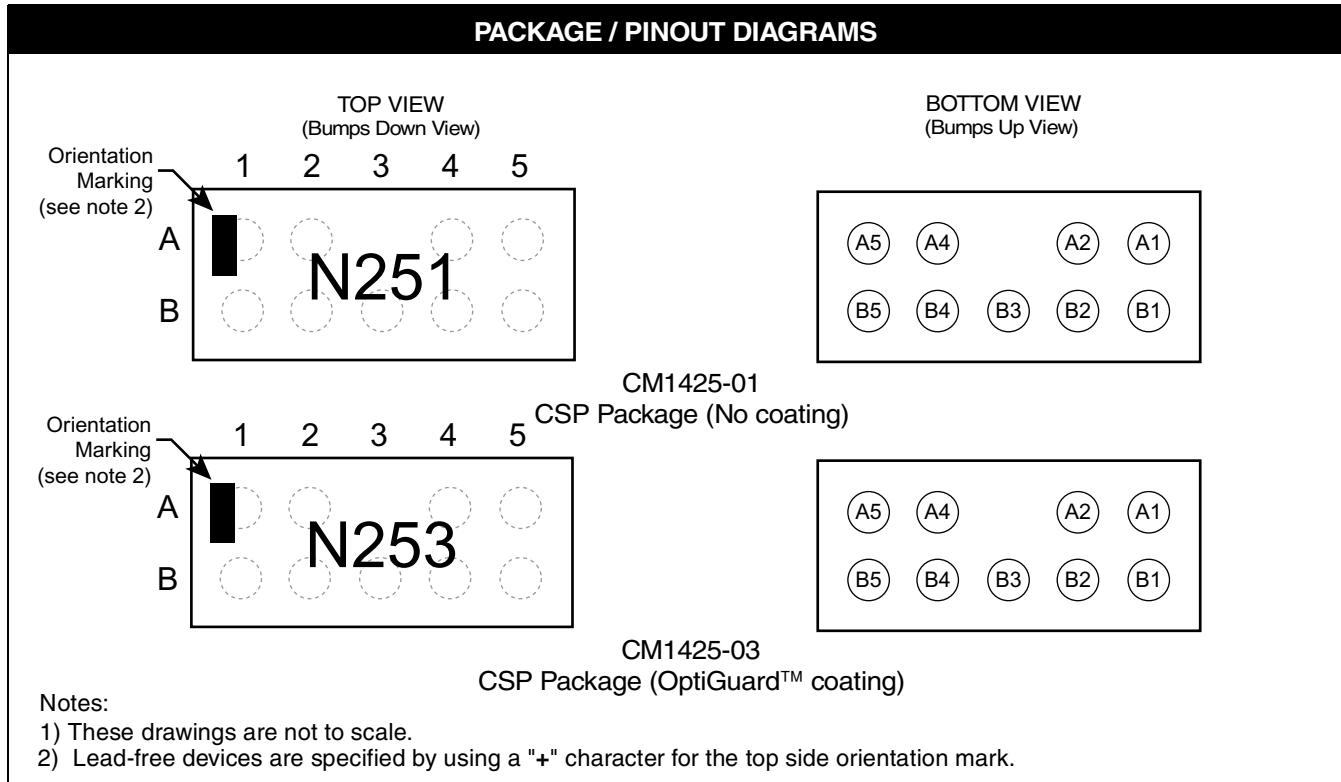 PACKAGE / PINOUT DIAGRAMS
TOP VIEW
(Bumps Down View)
BOTTOM VIEW
(Bumps Up View)
Orientation
Marking
(see note 2)
1 2 3 4 5
A
B
N251
A5 A4 A2 A1
B5 B4 B3 B2 B1
CM1425-01
CSP Package (No coating)
Orientation
Marking
(see note 2)
1 2 3 4 5
A
B
N253
A5 A4 A2 A1
B5 B4 B3 B2 B1
CM1425-03
CSP Package (OptiGuard™ coating)
Notes:
1) These drawings are not to scale.
2) Lead-free devices are specified by using a "+" character for the top side orientation mark.